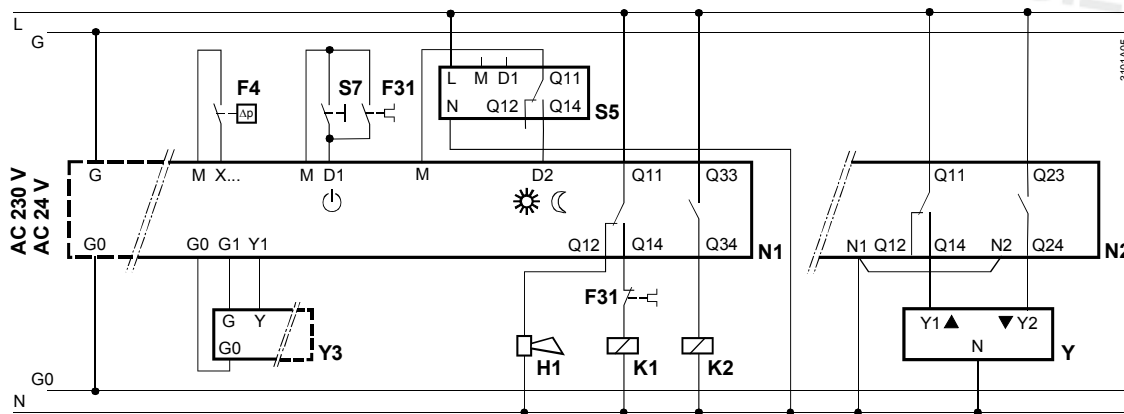 L
G
F4
Δp
S7 F31
L M D1 Q11
N Q12 Q14
S5
3101A05
AC 230 V
AC 24 V
G M X... M D1 M D2 Q11 Q33
G0 G0 G1 Y1 Q12 Q14 Q34
N1
Q11 Q23
N1 Q12 Q14 N2 Q24
N2
F31
G Y
G0
Y3
H1
K1
K2
Y1 ▲ ▼ Y2
N
Y
G0
N